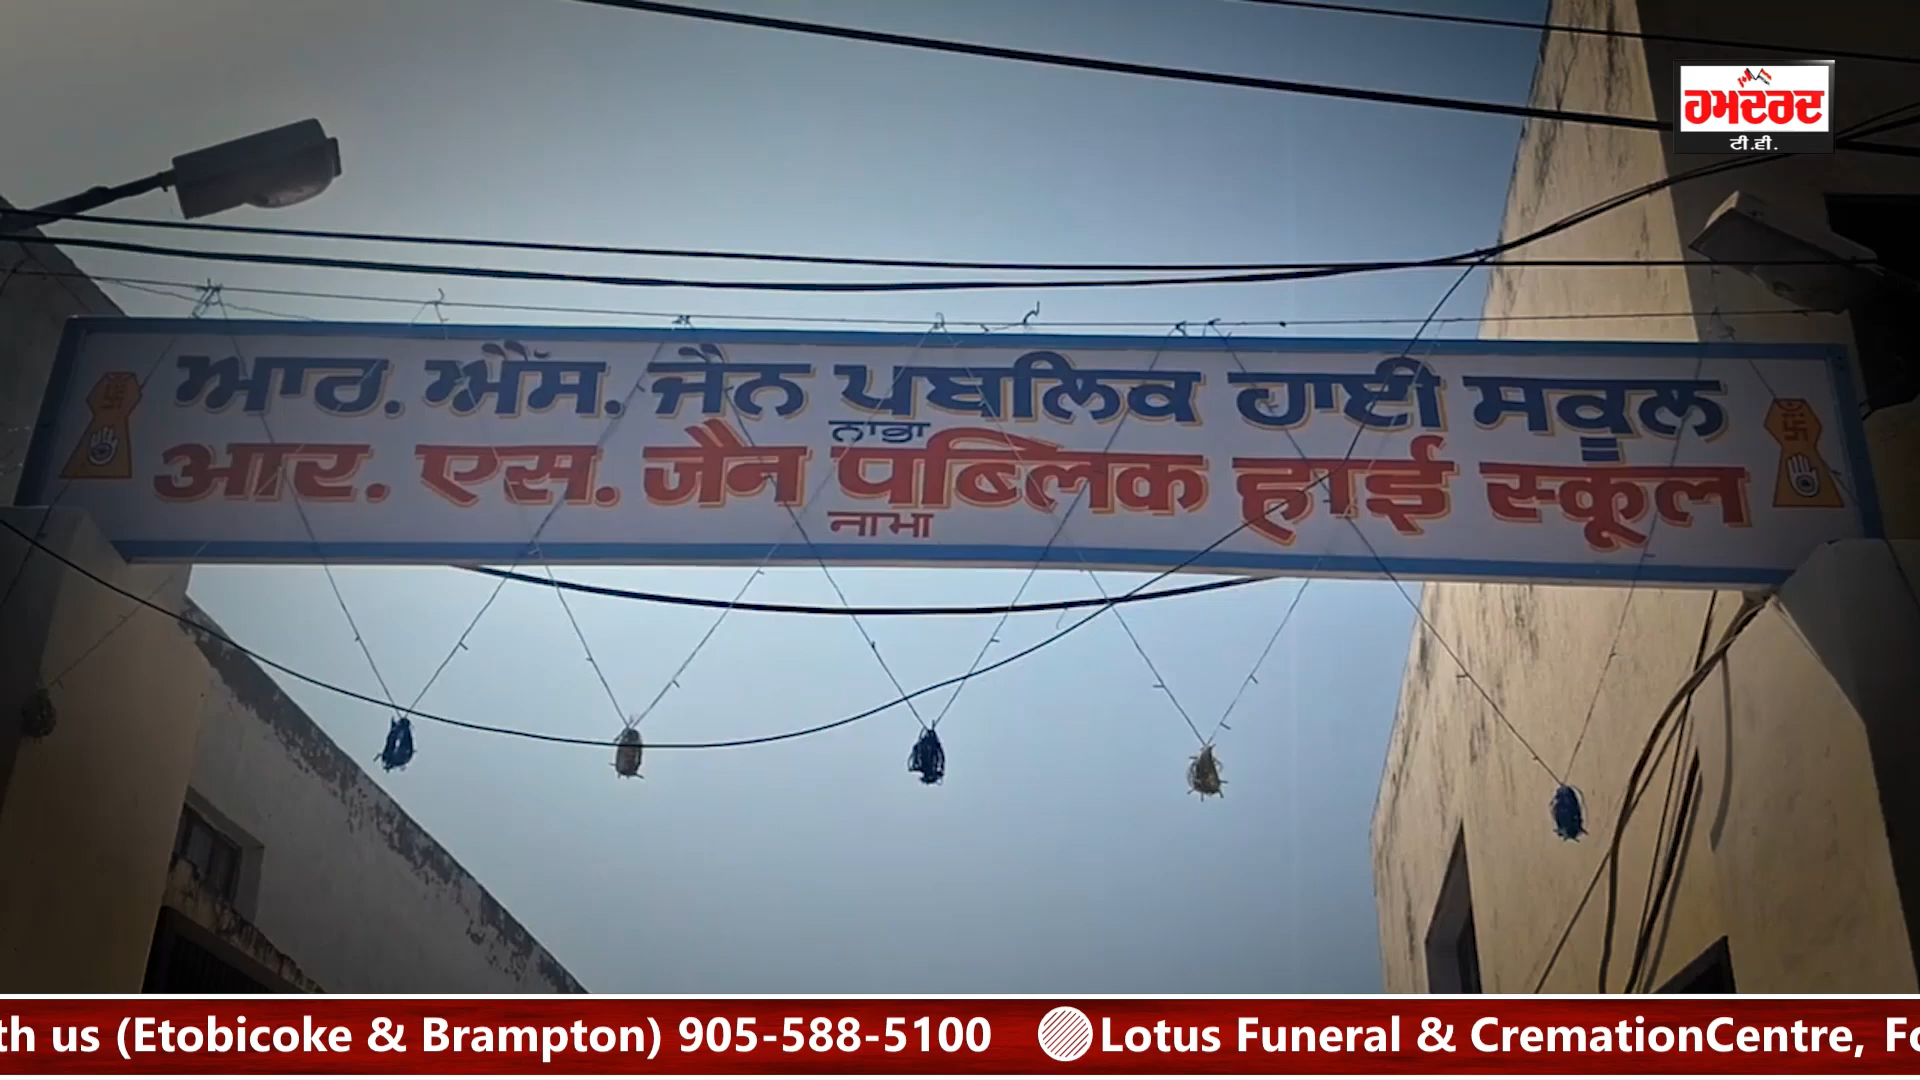 ਹਮਦਰਦ
ਟੀ.ਵੀ.
ਆਰ. ਐੱਸ. ਜੈਨ ਪਬਲਿਕ ਹਾਈ ਸਕੂਲ
ਨਾਭਾ
आर. एस. जैन पब्लिक हाई स्कूल
नाभा
th us (Etobicoke & Brampton) 905-588-5100 Lotus Funeral & CremationCentre, Fo